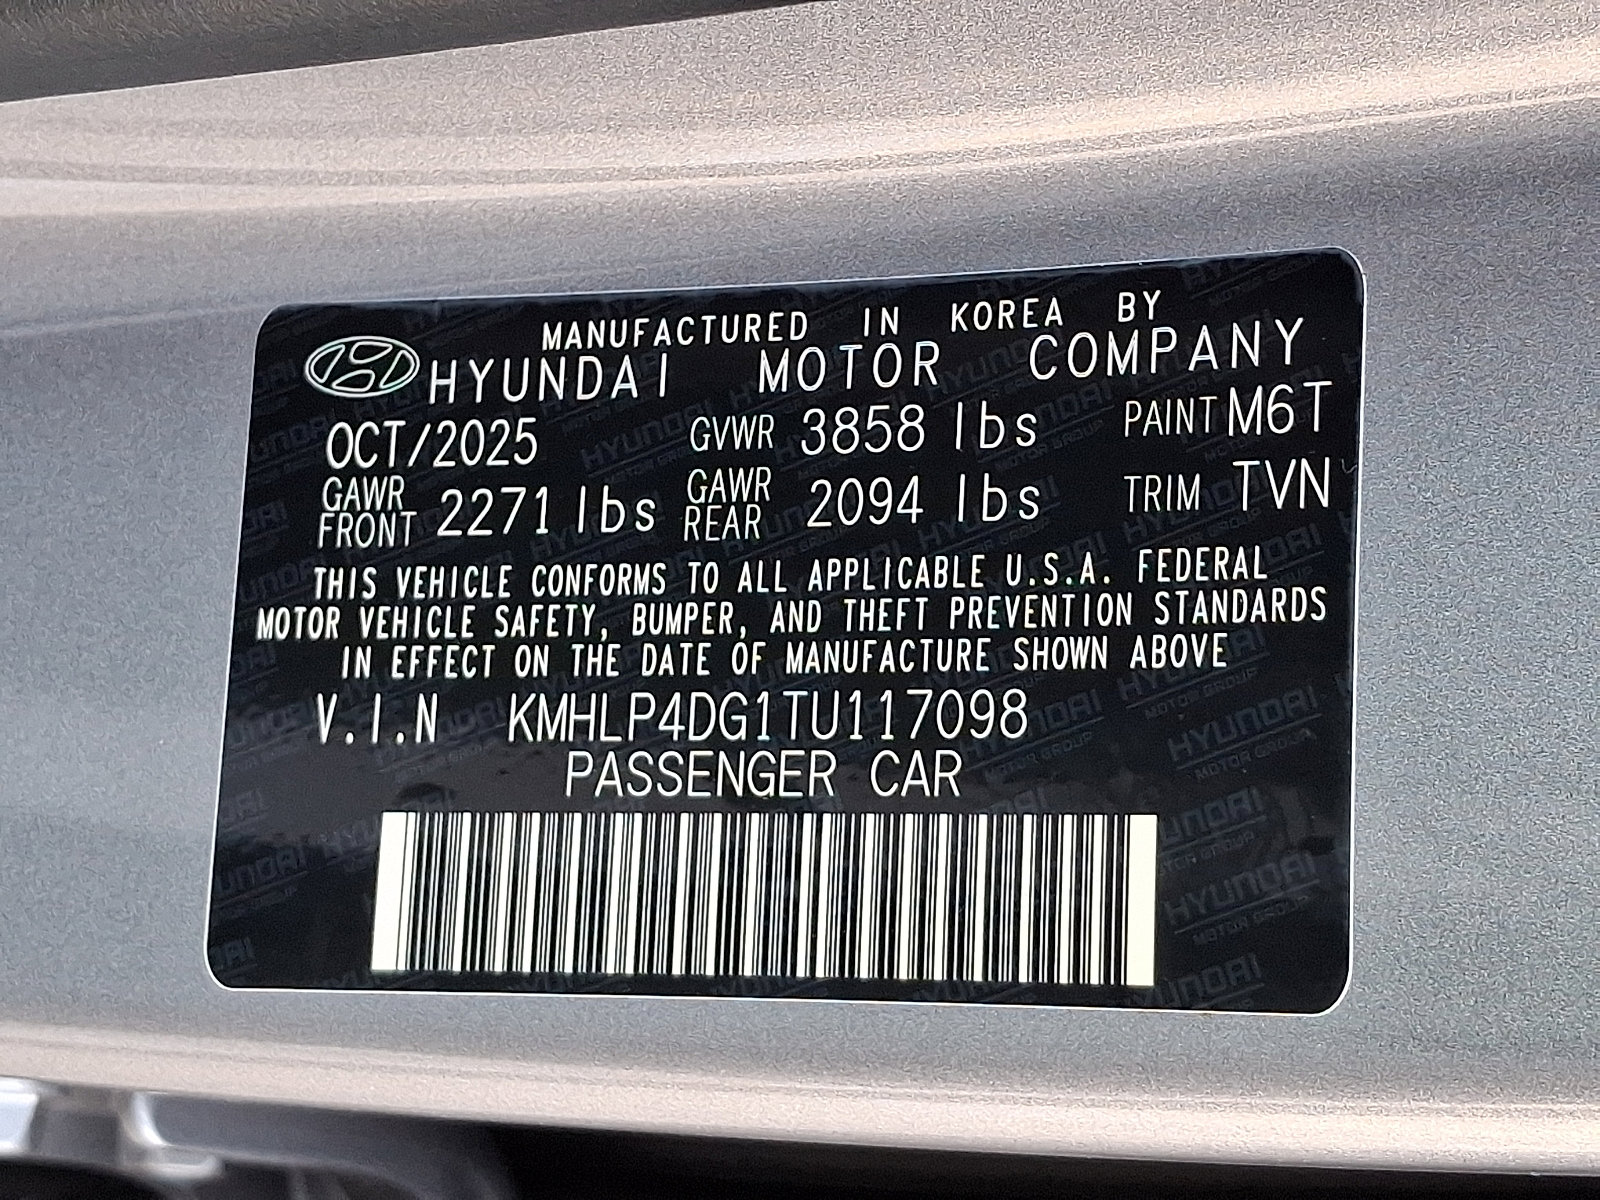 MANUFACTURED IN KOREA BY
HYUNDAI MOTOR COMPANY
OCT/2025 GVWR 3858 lbs PAINT M6T
GAWR FRONT 2271 lbs GAWR REAR 2094 lbs TRIM TVN
THIS VEHICLE CONFORMS TO ALL APPLICABLE U.S.A. FEDERAL
MOTOR VEHICLE SAFETY, BUMPER, AND THEFT PREVENTION STANDARDS
IN EFFECT ON THE DATE OF MANUFACTURE SHOWN ABOVE
V.I.N KMHLP4DG1TU117098
PASSENGER CAR